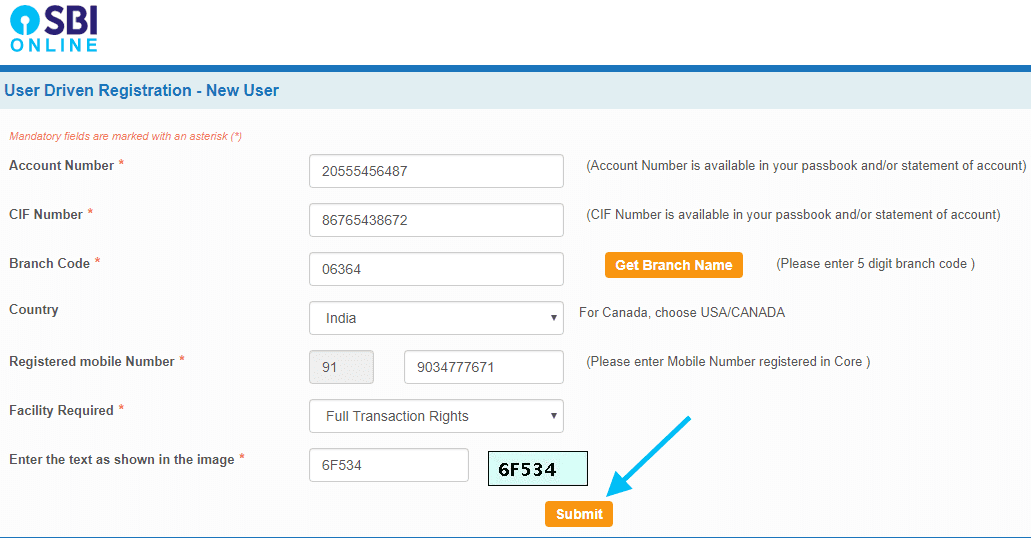 SBI
ONLINE
User Driven Registration - New User
Mandatory fields are marked with an asterisk (*)
Account Number * 20555456487 (Account Number is available in your passbook and/or statement of account)
CIF Number * 86765438672 (CIF Number is available in your passbook and/or statement of account)
Branch Code * 06364 Get Branch Name (Please enter 5 digit branch code )
Country India For Canada, choose USA/CANADA
Registered mobile Number * 91 9034777671 (Please enter Mobile Number registered in Core )
Facility Required * Full Transaction Rights
Enter the text as shown in the image * 6F534 6F534
Submit